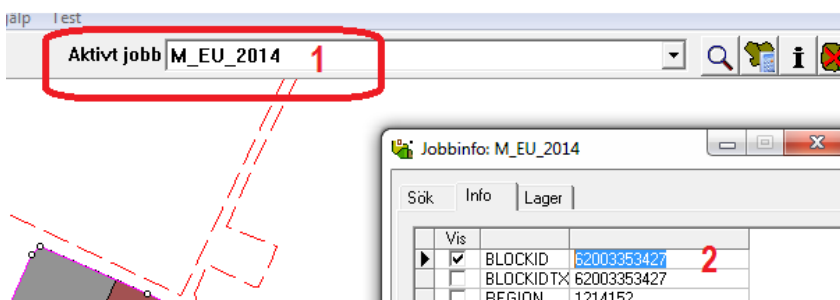 jälp Test
Aktivt jobb M_EU_2014 1
Jobbinfo: M_EU_2014
Sök Info Lager
Vis
BLOCKID 62003353427 2
BLOCKIDTX 62003353427
REGION 1214152